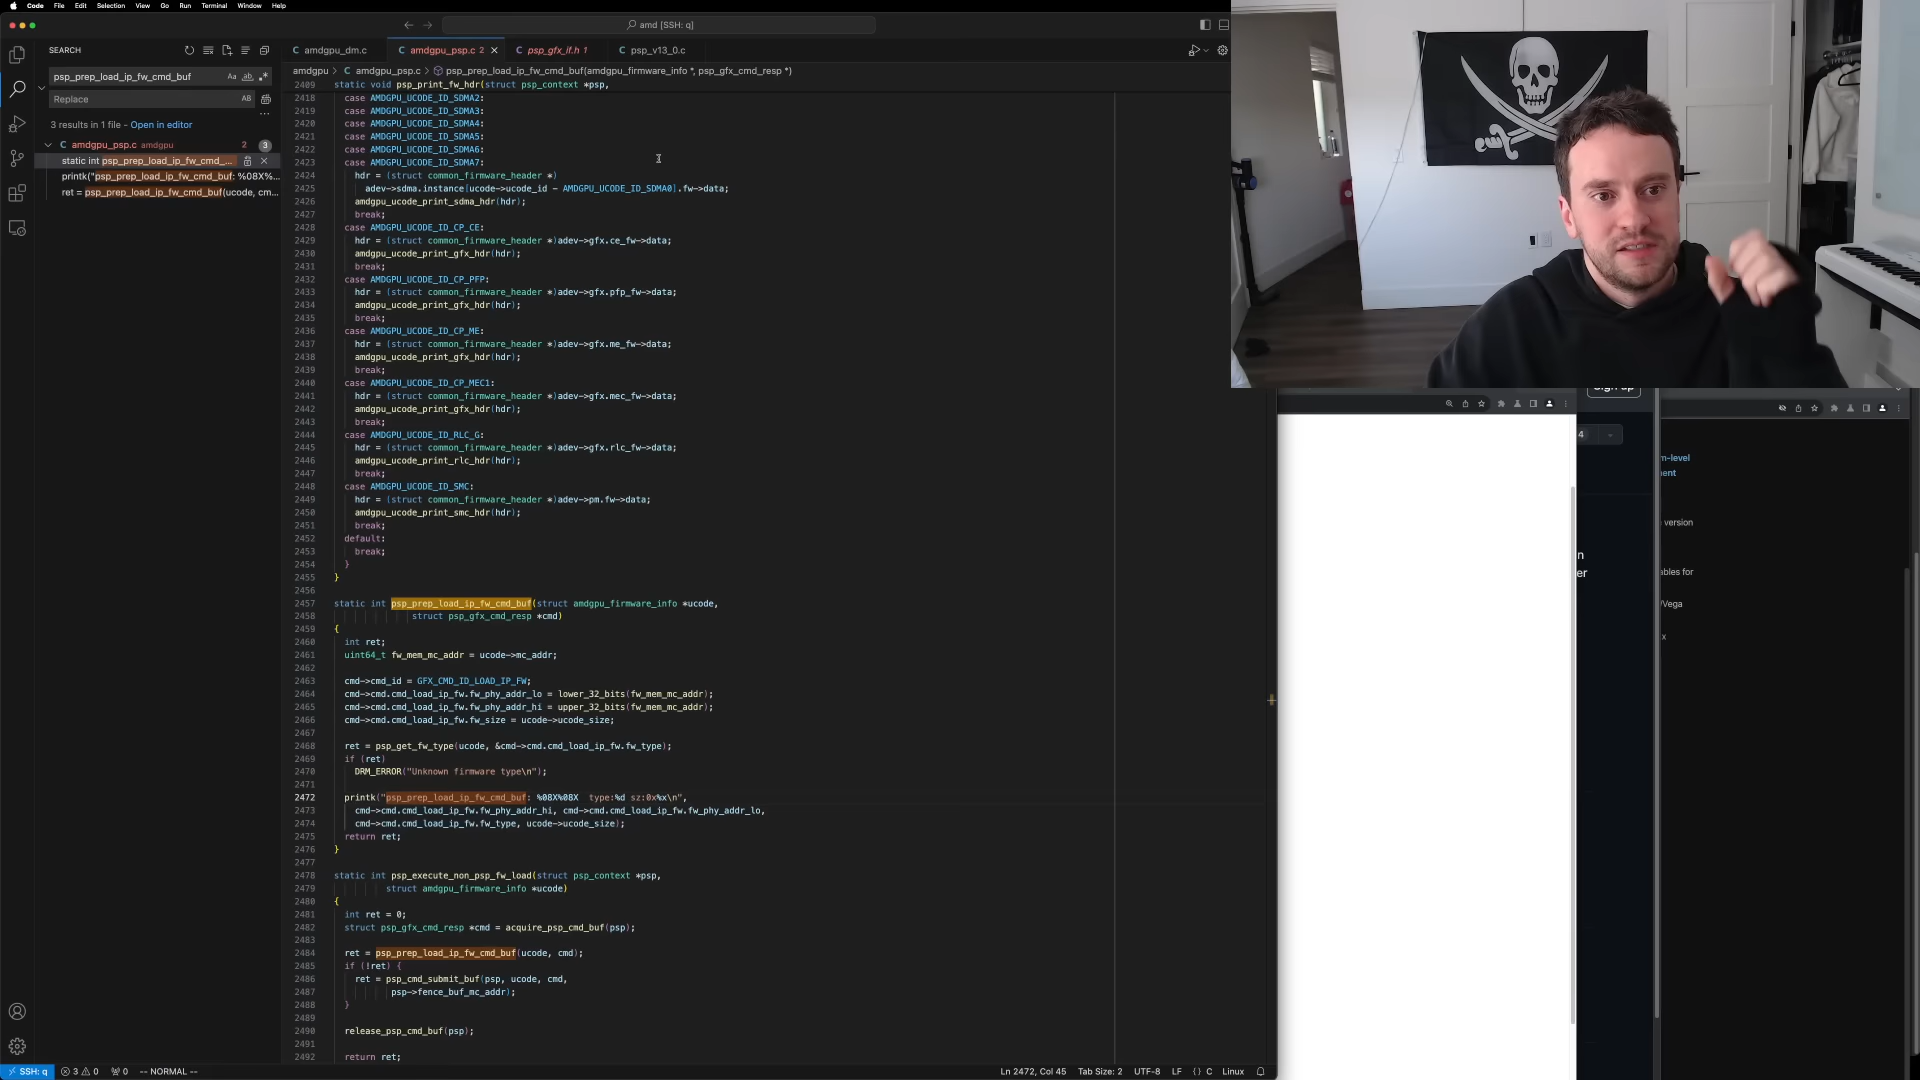 Code File Edit Selection View Go Run Terminal Window Help
amd [SSH: q]
SEARCH
psp_prep_load_ip_fw_cmd_buf
Aa ab
Replace
AB
3 results in 1 file - Open in editor
amdgpu_psp.c amdgpu 2 3
static int psp_prep_load_ip_fw_cmd_...
printk("psp_prep_load_ip_fw_cmd_buf: %08X%...
ret = psp_prep_load_ip_fw_cmd_buf(ucode, cm...
amdgpu_dm.c
amdgpu_psp.c 2
psp_gfx_if.h 1
psp_v13_0.c
amdgpu > amdgpu_psp.c > psp_prep_load_ip_fw_cmd_buf(amdgpu_firmware_info *, psp_gfx_cmd_resp *)
2409 static void psp_print_fw_hdr(struct psp_context *psp,
2418 case AMDGPU_UCODE_ID_SDMA2:
2419 case AMDGPU_UCODE_ID_SDMA3:
2420 case AMDGPU_UCODE_ID_SDMA4:
2421 case AMDGPU_UCODE_ID_SDMA5:
2422 case AMDGPU_UCODE_ID_SDMA6:
2423 case AMDGPU_UCODE_ID_SDMA7:
2424 hdr = (struct common_firmware_header *)
2425 adev->sdma.instance[ucode->ucode_id - AMDGPU_UCODE_ID_SDMA0].fw->data;
2426 amdgpu_ucode_print_sdma_hdr(hdr);
2427 break;
2428 case AMDGPU_UCODE_ID_CP_CE:
2429 hdr = (struct common_firmware_header *)adev->gfx.ce_fw->data;
2430 amdgpu_ucode_print_gfx_hdr(hdr);
2431 break;
2432 case AMDGPU_UCODE_ID_CP_PFP:
2433 hdr = (struct common_firmware_header *)adev->gfx.pfp_fw->data;
2434 amdgpu_ucode_print_gfx_hdr(hdr);
2435 break;
2436 case AMDGPU_UCODE_ID_CP_ME:
2437 hdr = (struct common_firmware_header *)adev->gfx.me_fw->data;
2438 amdgpu_ucode_print_gfx_hdr(hdr);
2439 break;
2440 case AMDGPU_UCODE_ID_CP_MEC1:
2441 hdr = (struct common_firmware_header *)adev->gfx.mec_fw->data;
2442 amdgpu_ucode_print_gfx_hdr(hdr);
2443 break;
2444 case AMDGPU_UCODE_ID_RLC_G:
2445 hdr = (struct common_firmware_header *)adev->gfx.rlc_fw->data;
2446 amdgpu_ucode_print_rlc_hdr(hdr);
2447 break;
2448 case AMDGPU_UCODE_ID_SMC:
2449 hdr = (struct common_firmware_header *)adev->pm.fw->data;
2450 amdgpu_ucode_print_smc_hdr(hdr);
2451 break;
2452 default:
2453 break;
2454 }
2455 }
2456
2457 static int psp_prep_load_ip_fw_cmd_buf(struct amdgpu_firmware_info *ucode,
2458 struct psp_gfx_cmd_resp *cmd)
2459 {
2460 int ret;
2461 uint64_t fw_mem_mc_addr = ucode->mc_addr;
2462
2463 cmd->cmd_id = GFX_CMD_ID_LOAD_IP_FW;
2464 cmd->cmd.cmd_load_ip_fw.fw_phy_addr_lo = lower_32_bits(fw_mem_mc_addr);
2465 cmd->cmd.cmd_load_ip_fw.fw_phy_addr_hi = upper_32_bits(fw_mem_mc_addr);
2466 cmd->cmd.cmd_load_ip_fw.fw_size = ucode->ucode_size;
2467
2468 ret = psp_get_fw_type(ucode, &cmd->cmd.cmd_load_ip_fw.fw_type);
2469 if (ret)
2470 DRM_ERROR("Unknown firmware type\n");
2471
2472 printk("psp_prep_load_ip_fw_cmd_buf: %08X%08X type:%d sz:0x%x\n",
2473 cmd->cmd.cmd_load_ip_fw.fw_phy_addr_hi, cmd->cmd.cmd_load_ip_fw.fw_phy_addr_lo,
2474 cmd->cmd.cmd_load_ip_fw.fw_type, ucode->ucode_size);
2475 return ret;
2476 }
2477
2478 static int psp_execute_non_psp_fw_load(struct psp_context *psp,
2479 struct amdgpu_firmware_info *ucode)
2480 {
2481 int ret = 0;
2482 struct psp_gfx_cmd_resp *cmd = acquire_psp_cmd_buf(psp);
2483
2484 ret = psp_prep_load_ip_fw_cmd_buf(ucode, cmd);
2485 if (!ret) {
2486 ret = psp_cmd_submit_buf(psp, ucode, cmd,
2487 psp->fence_buf_mc_addr);
2488 }
2489
2490 release_psp_cmd_buf(psp);
2491
2492 return ret;
4
m-level
ent
version
n
er
ables for
/Vega
x
SSH: q 3 0 0 -- NORMAL -- Ln 2472, Col 45 Tab Size: 2 UTF-8 LF {} C Linux